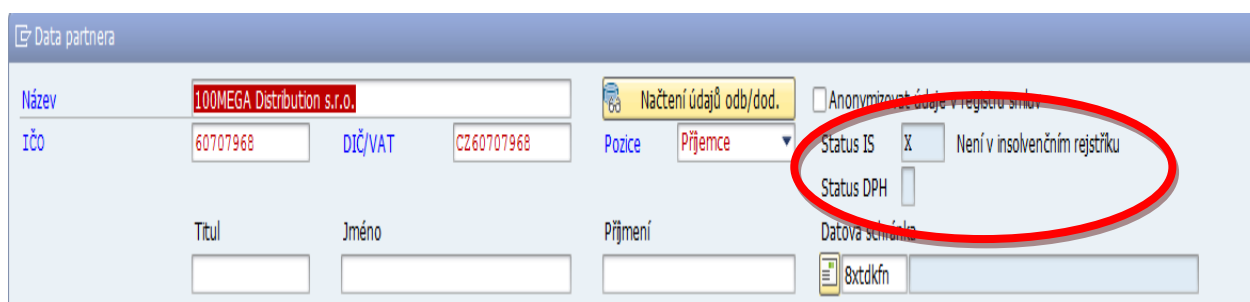 Data partnera
Název 100MEGA Distribution s.r.o. Načtení údajů odb/dod. Anonymizovat údaje v registru smluv
IČO 60707968 DIČ/VAT CZ60707968 Pozice Příjemce Status IS X Není v insolvenčním rejstříku
Status DPH
Titul Jméno Příjmení Datová schránka
8xtdkfn